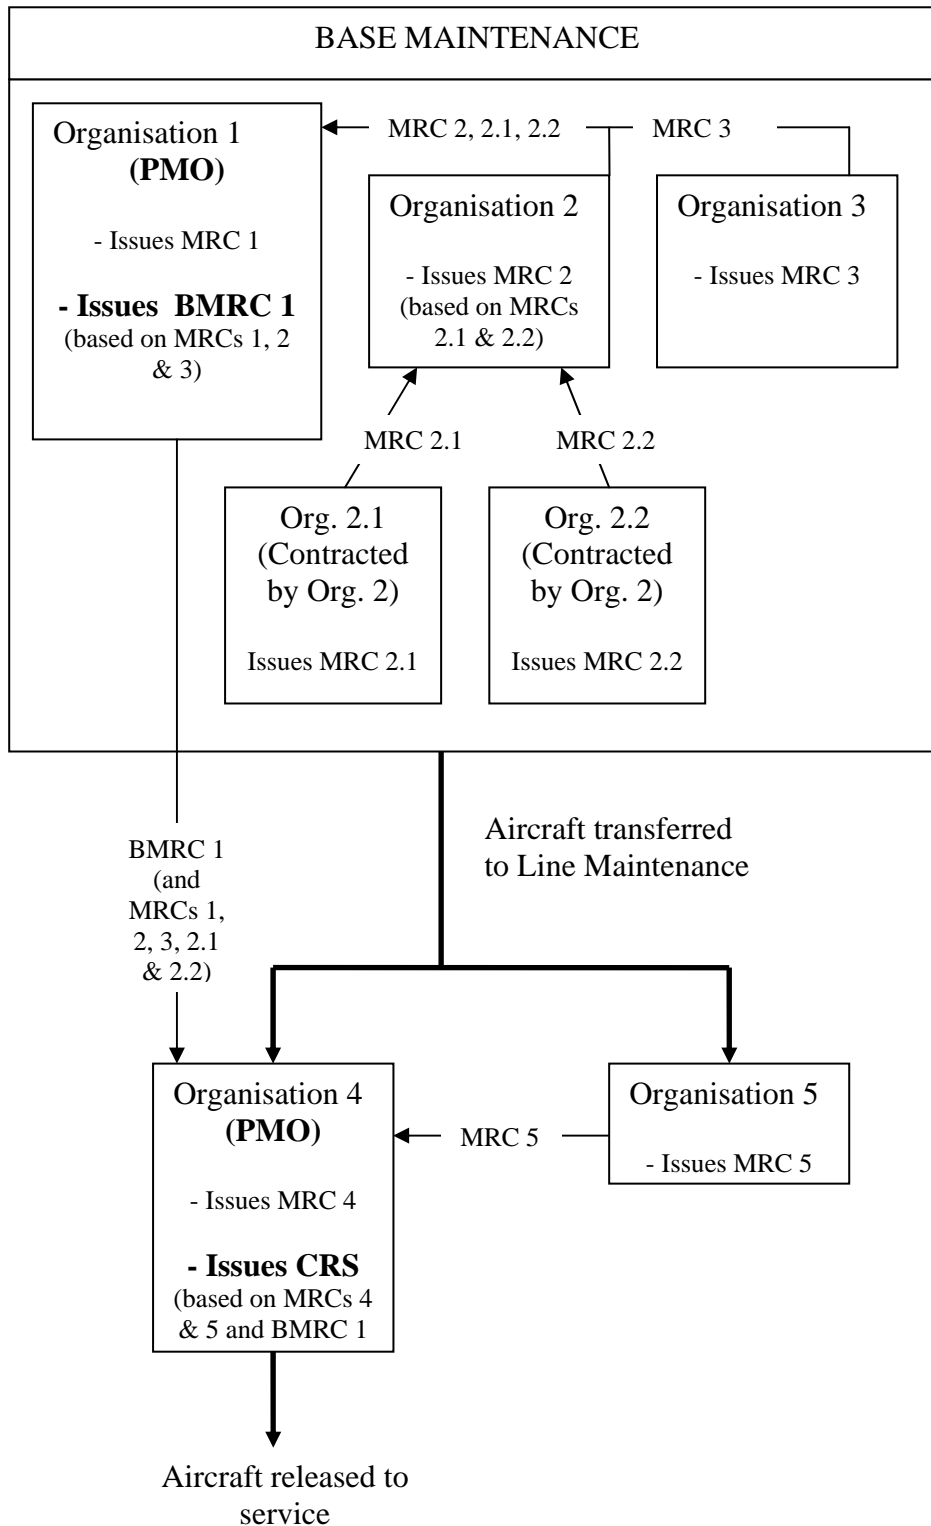 BASE MAINTENANCE
Organisation 1
(PMO)
- Issues MRC 1
- Issues BMRC 1
(based on MRCs 1, 2
& 3)
MRC 2, 2.1, 2.2
MRC 3
Organisation 2
- Issues MRC 2
(based on MRCs
2.1 & 2.2)
Organisation 3
- Issues MRC 3
MRC 2.1
MRC 2.2
Org. 2.1
(Contracted
by Org. 2)
Issues MRC 2.1
Org. 2.2
(Contracted
by Org. 2)
Issues MRC 2.2
BMRC 1
(and
MRCs 1,
2, 3, 2.1
& 2.2)
Aircraft transferred
to Line Maintenance
Organisation 4
(PMO)
- Issues MRC 4
- Issues CRS
(based on MRCs 4
& 5 and BMRC 1
MRC 5
Organisation 5
- Issues MRC 5
Aircraft released to
service